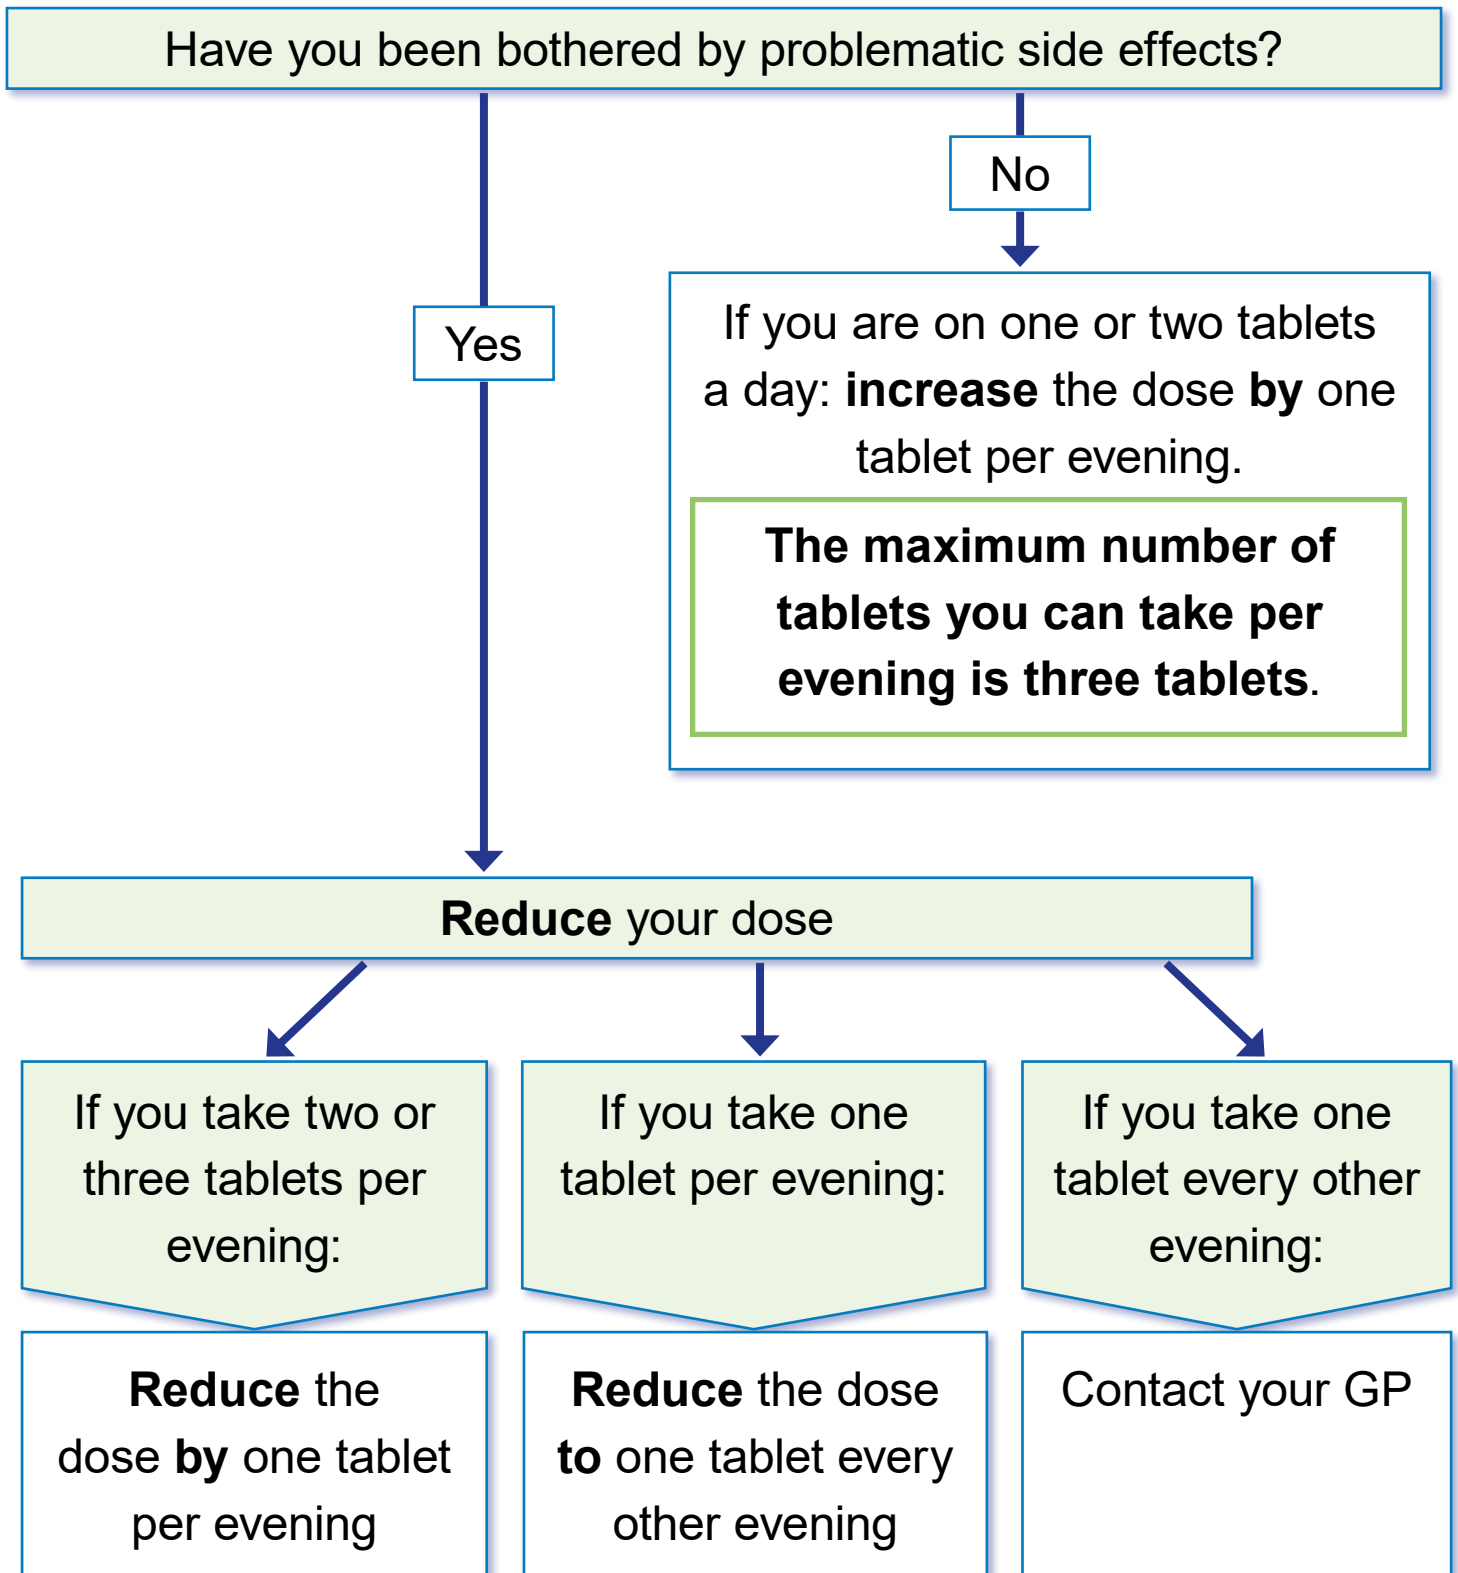 Have you been bothered by problematic side effects?
No
Yes
If you are on one or two tablets
a day: increase the dose by one
tablet per evening.
The maximum number of
tablets you can take per
evening is three tablets.
Reduce your dose
If you take two or
three tablets per
evening:
Reduce the
dose by one tablet
per evening
If you take one
tablet per evening:
Reduce the dose
to one tablet every
other evening
If you take one
tablet every other
evening:
Contact your GP